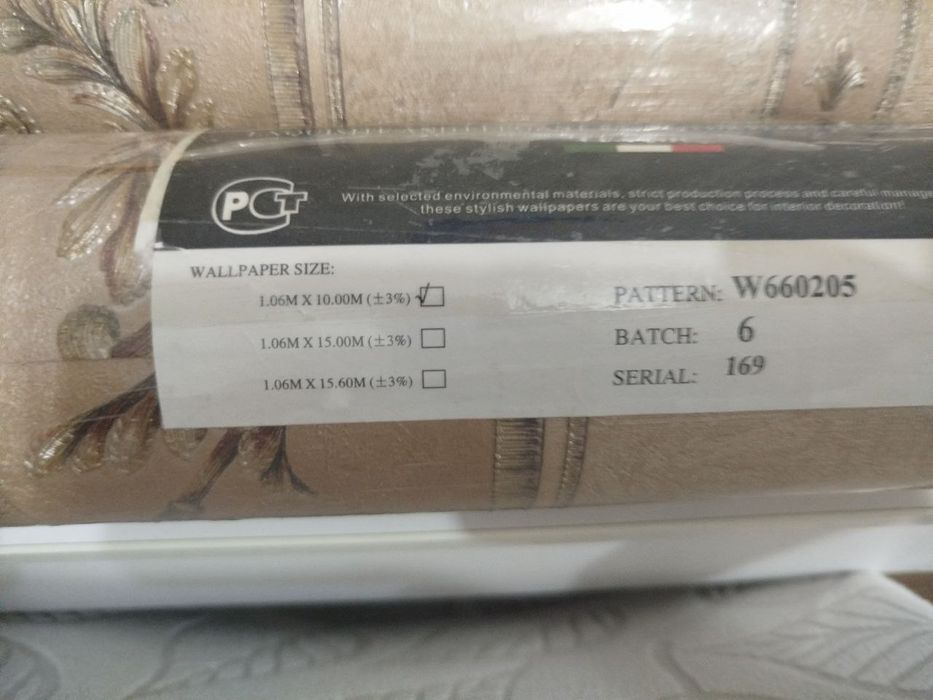 РСТ
With selected environmental materials, strict production process and careful manage
these stylish wallpapers are your best choice for interior decoration!
WALLPAPER SIZE:
1.06M X 10.00M (±3%)
1.06M X 15.00M (±3%)
1.06M X 15.60M (±3%)
PATTERN: W660205
BATCH: 6
SERIAL: 169